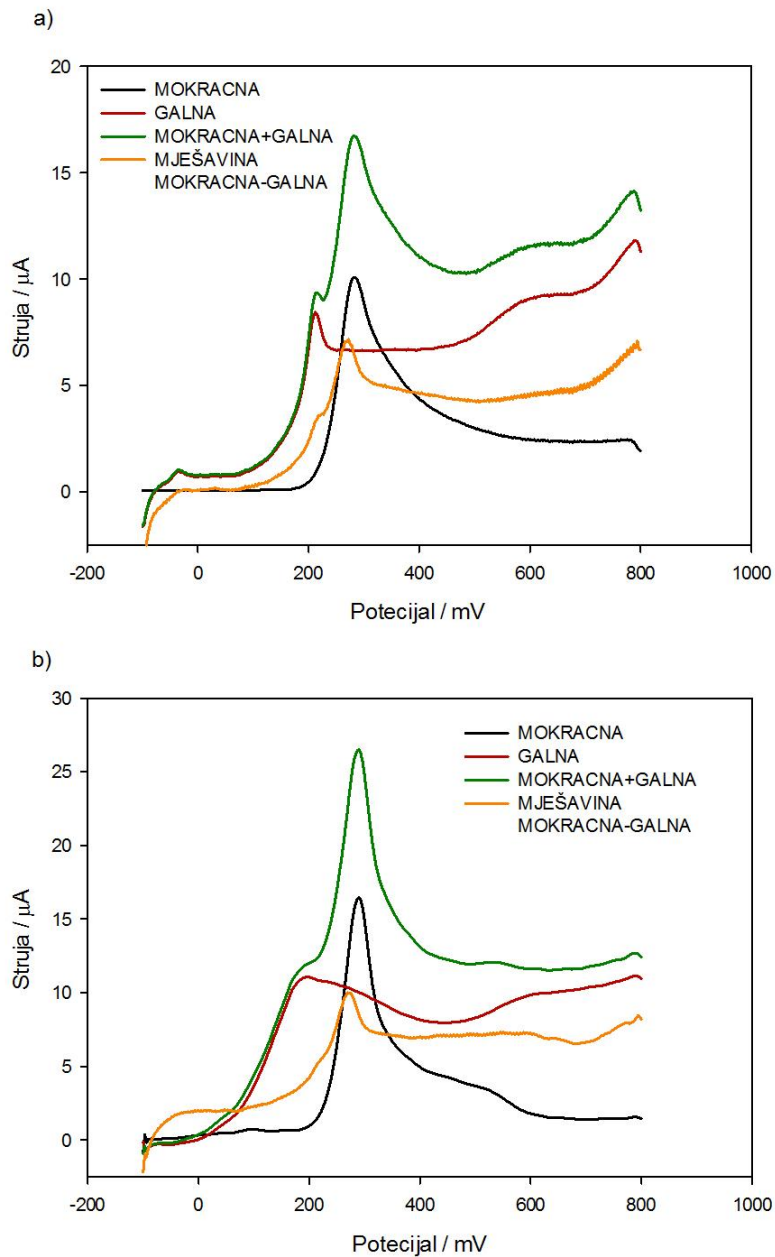 a)
20
15
10
5
0
Struja / μA
MOKRACNA
GALNA
MOKRACNA+GALNA
MJEŠAVINA
MOKRACNA-GALNA
-200 0 200 400 600 800 1000
Potecijal / mV
b)
30
25
20
15
10
5
0
Struja / μA
MOKRACNA
GALNA
MOKRACNA+GALNA
MJEŠAVINA
MOKRACNA-GALNA
-200 0 200 400 600 800 1000
Potecijal / mV